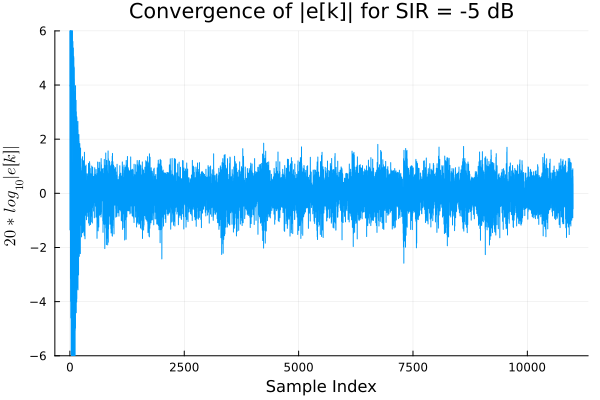 Convergence of |e[k]| for SIR = -5 dB
20 * log₁₀|e[k]|
6
4
2
0
−2
−4
−6
0 2500 5000 7500 10000
Sample Index